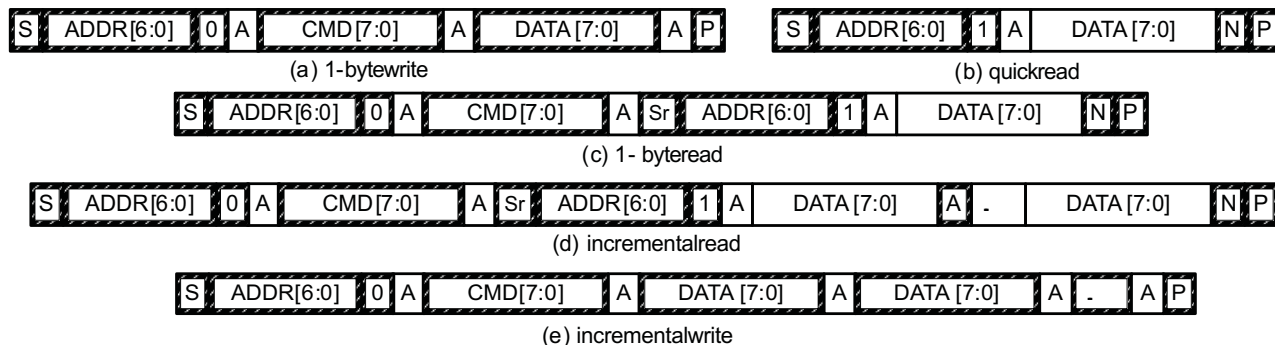 S ADDR[6:0] 0 A CMD[7:0] A DATA[7:0] A P
(a) 1-bytewrite
S ADDR[6:0] 1 A DATA[7:0] N P
(b) quickread
S ADDR[6:0] 0 A CMD[7:0] A Sr ADDR[6:0] 1 A DATA[7:0] N P
(c) 1- byteread
S ADDR[6:0] 0 A CMD[7:0] A Sr ADDR[6:0] 1 A DATA[7:0] A .. DATA[7:0] N P
(d) incrementalread
S ADDR[6:0] 0 A CMD[7:0] A DATA[7:0] A DATA[7:0] A .. A P
(e) incrementalwrite